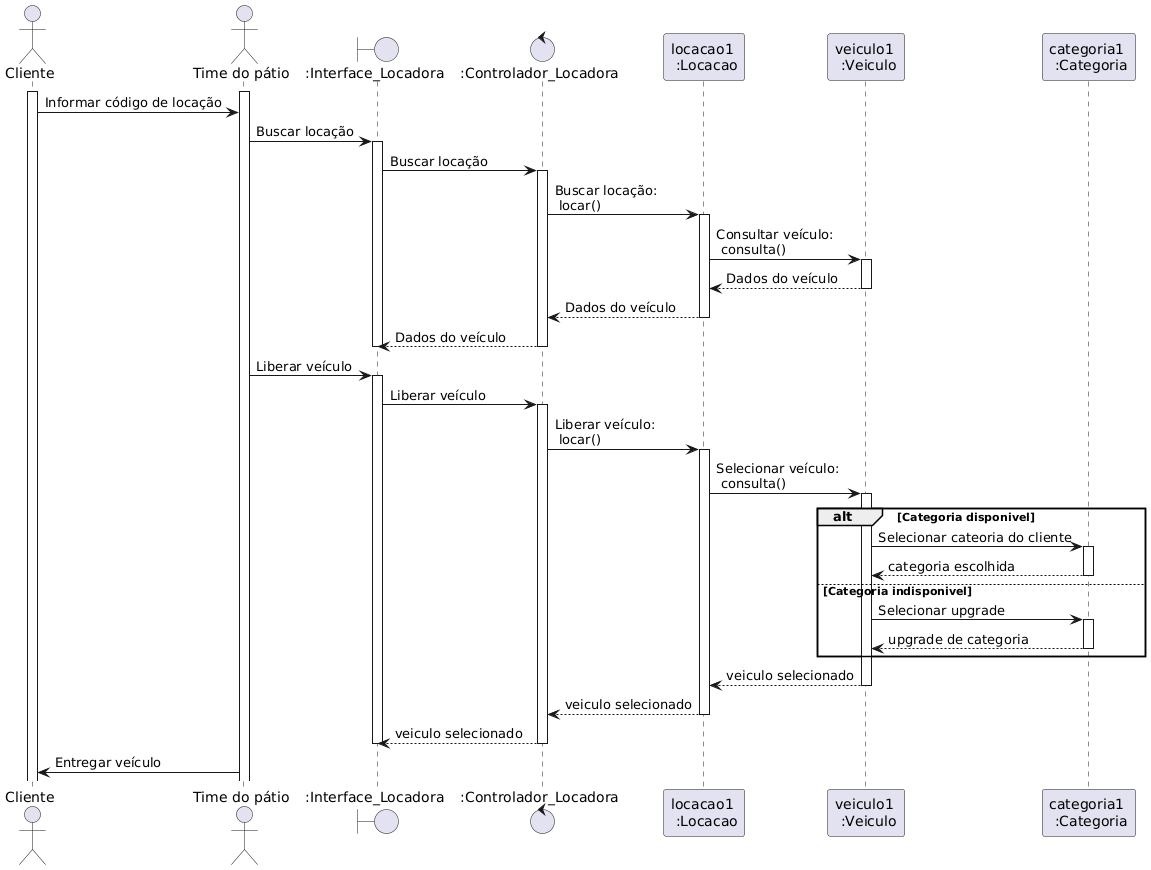 Cliente
Time do pátio
:Interface_Locadora
:Controlador_Locadora
locacao1
:Locacao
veiculo1
:Veiculo
categoria1
:Categoria
Informar código de locação
Buscar locação
Buscar locação
Buscar locação:
locar()
Consultar veículo:
consulta()
Dados do veículo
Dados do veículo
Dados do veículo
Liberar veículo
Liberar veículo
Liberar veículo:
locar()
Selecionar veículo:
consulta()
alt [Categoria disponivel]
Selecionar cateoria do cliente
categoria escolhida
[Categoria indisponivel]
Selecionar upgrade
upgrade de categoria
veiculo selecionado
veiculo selecionado
veiculo selecionado
Entregar veículo
Cliente
Time do pátio
:Interface_Locadora
:Controlador_Locadora
locacao1
:Locacao
veiculo1
:Veiculo
categoria1
:Categoria